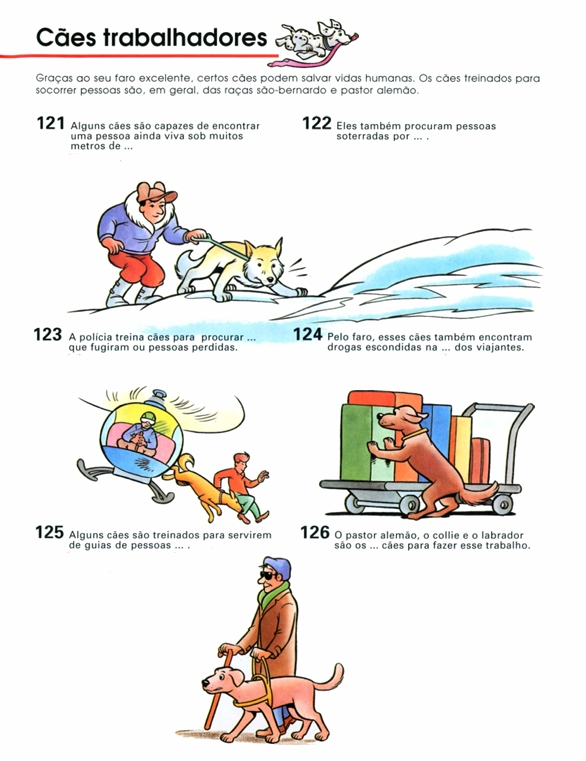 Cães trabalhadores
Graças ao seu faro excelente, certos cães podem salvar vidas humanas. Os cães treinados para
socorrer pessoas são, em geral, das raças são-bernardo e pastor alemão.
121 Alguns cães são capazes de encontrar
uma pessoa ainda viva sob muitos
metros de ...
122 Eles também procuram pessoas
soterradas por ... .
123 A polícia treina cães para procurar ...
que fugiram ou pessoas perdidas.
124 Pelo faro, esses cães também encontram
drogas escondidas na ... dos viajantes.
125 Alguns cães são treinados para servirem
de guias de pessoas ... .
126 O pastor alemão, o collie e o labrador
são os ... cães para fazer esse trabalho.